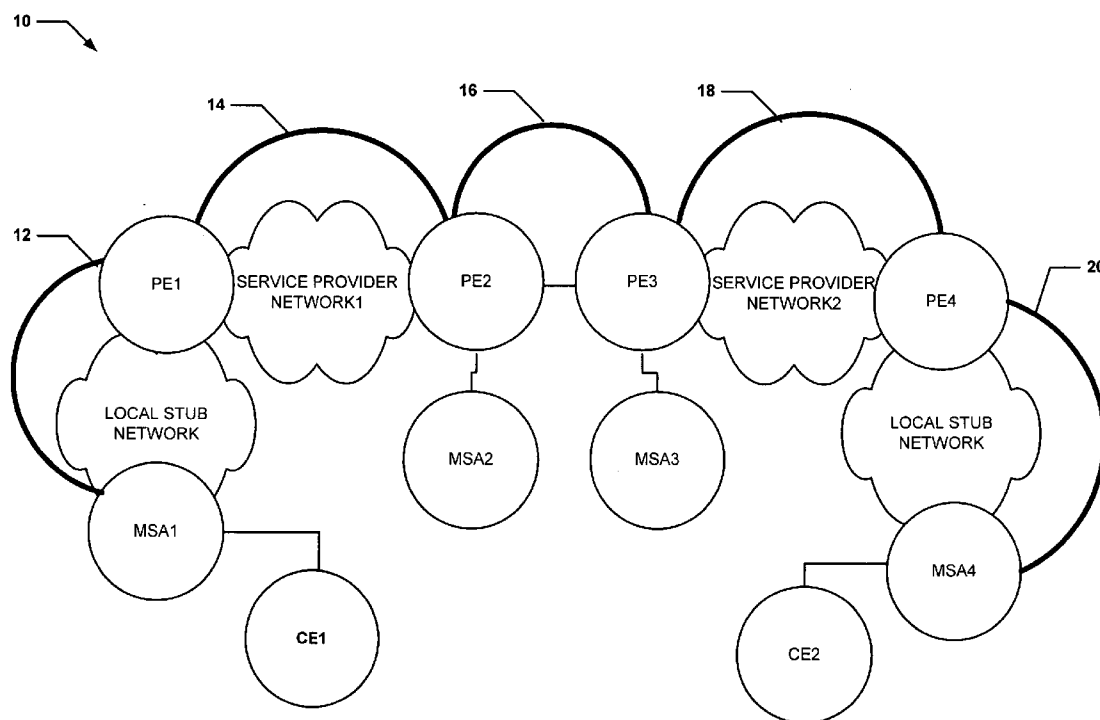 10
14
16
18
12
20
PE1
SERVICE PROVIDER
NETWORK1
PE2
PE3
SERVICE PROVIDER
NETWORK2
PE4
LOCAL STUB
NETWORK
MSA2
MSA3
LOCAL STUB
NETWORK
MSA1
MSA4
CE1
CE2